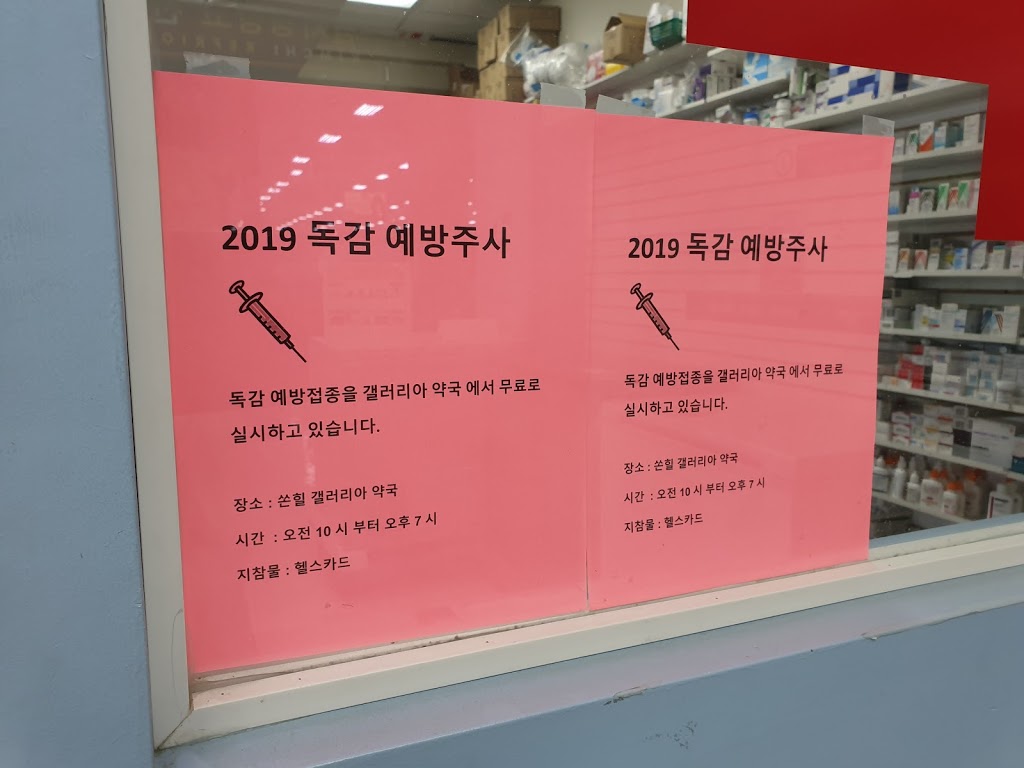 2019 독감 예방주사
독감 예방접종을 갤러리아 약국 에서 무료로
실시하고 있습니다.
장소 : 쏜힐 갤러리아 약국
시간 : 오전 10 시 부터 오후 7 시
지참물 : 헬스카드
2019 독감 예방주사
독감 예방접종을 갤러리아 약국 에서 무료로
실시하고 있습니다.
장소 : 쏜힐 갤러리아 약국
시간 : 오전 10 시 부터 오후 7 시
지참물 : 헬스카드